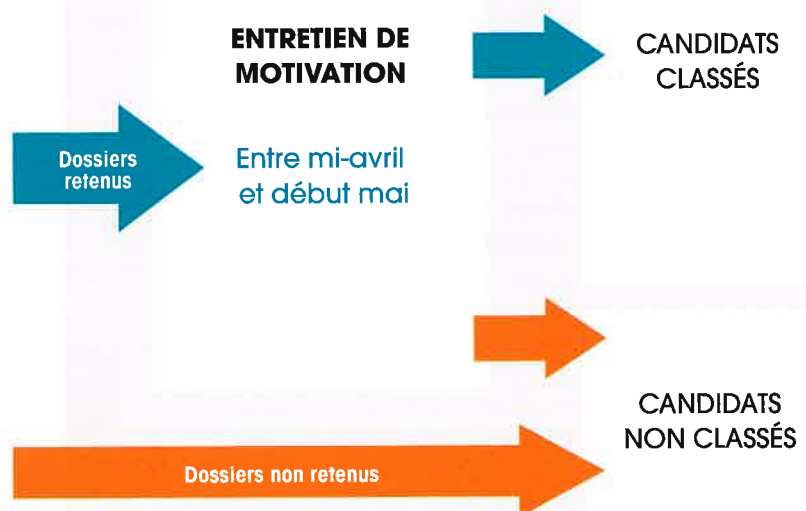 ENTRETIEN DE
MOTIVATION
CANDIDATS
CLASSÉS
Dossiers
retenus
Entre mi-avril
et début mai
CANDIDATS
NON CLASSÉS
Dossiers non retenus